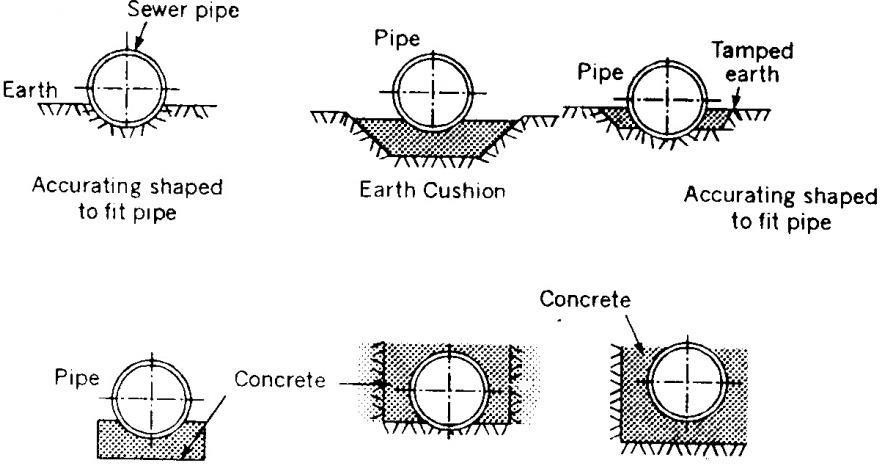 Sewer pipe
Earth
Accurating shaped
to fit pipe
Pipe
Earth Cushion
Pipe
Tamped
earth
Accurating shaped
to fit pipe
Pipe
Concrete
Concrete